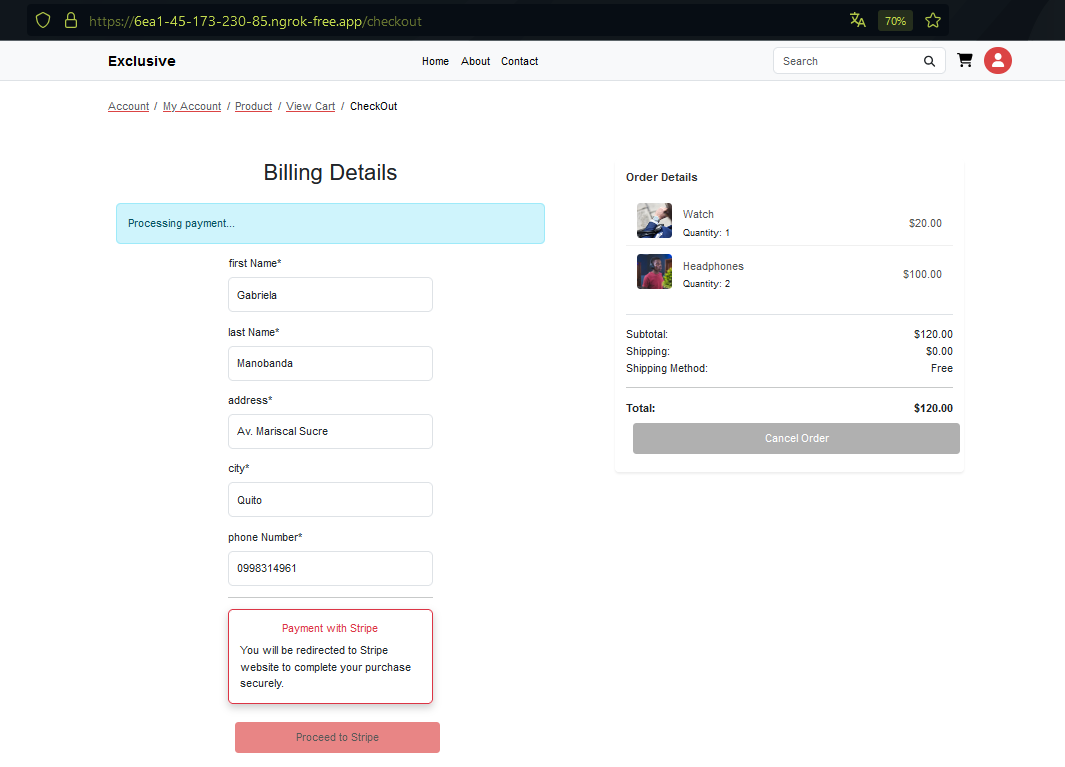 https://6ea1-45-173-230-85.ngrok-free.app/checkout 70%
Exclusive Home About Contact Search
Account / My Account / Product / View Cart / CheckOut
Billing Details
Processing payment...
first Name*
Gabriela
last Name*
Manobanda
address*
Av. Mariscal Sucre
city*
Quito
phone Number*
0998314961
Payment with Stripe
You will be redirected to Stripe
website to complete your purchase
securely.
Proceed to Stripe
Order Details
Watch
Quantity: 1
$20.00
Headphones
Quantity: 2
$100.00
Subtotal: $120.00
Shipping: $0.00
Shipping Method: Free
Total: $120.00
Cancel Order